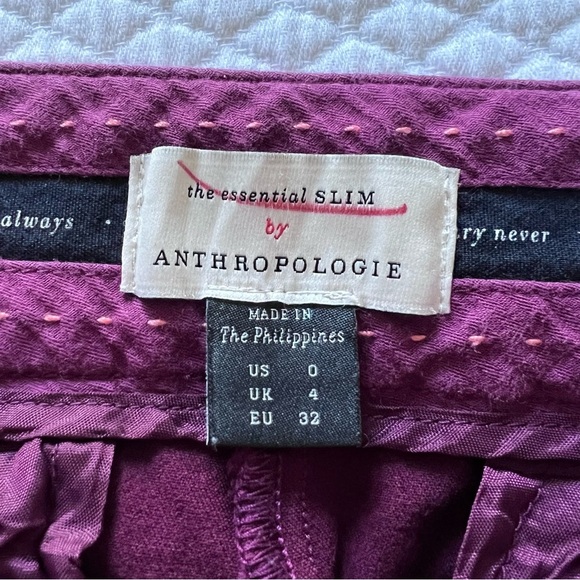 the essential SLIM
by
ANTHROPOLOGIE
always •
ry never
MADE IN
The Philippines
US 0
UK 4
EU 32